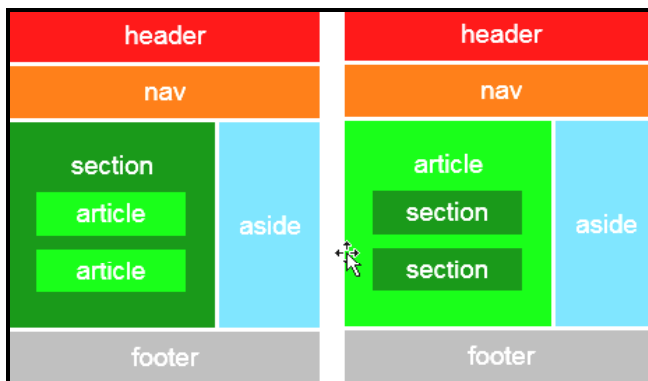 header
nav
section
article
article
aside
footer
header
nav
article
section
section
aside
footer